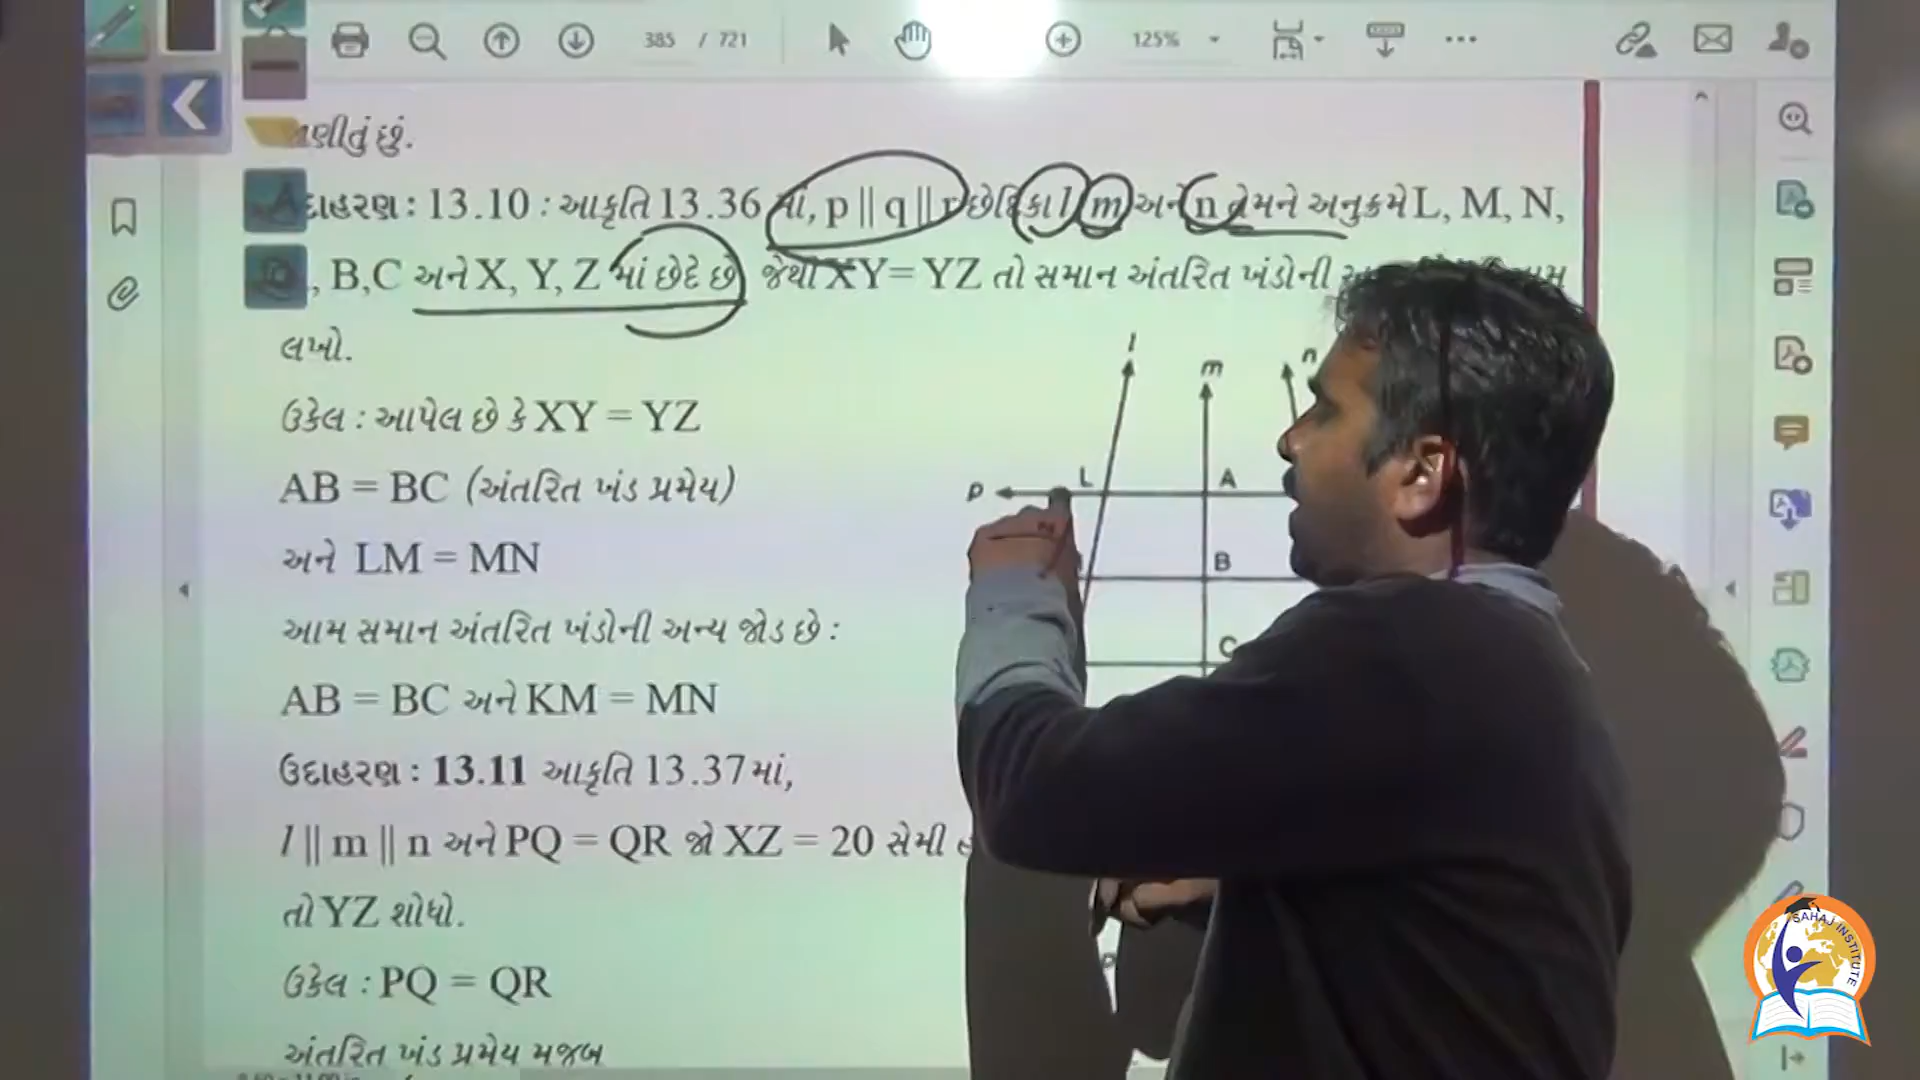 385 / 721
125%
છું.
ઉદાહરણ : 13.10 : આકૃતિ 13.36 માં, p || q || r છે l m અને n તેમને અનુક્રમે L, M, N,
, B,C અને X, Y, Z માં છેદે છે જેથી XY= YZ તો સમાન અંતરિત ખંડોની
લખો.
ઉકેલ : આપેલ છે કે XY = YZ
AB = BC (અંતરિત ખંડ પ્રમેય)
અને LM = MN
આમ સમાન અંતરિત ખંડોની અન્ય જોડ છે :
AB = BC અને KM = MN
ઉદાહરણ : 13.11 આકૃતિ 13.37માં,
l || m || n અને PQ = QR જો XZ = 20 સેમી
તો YZ શોધો.
ઉકેલ : PQ = QR
અંતરિત ખંડ પ્રમેય મજબ
l
m
n
p
L
A
B
C
SAHAJ INSTITUTE